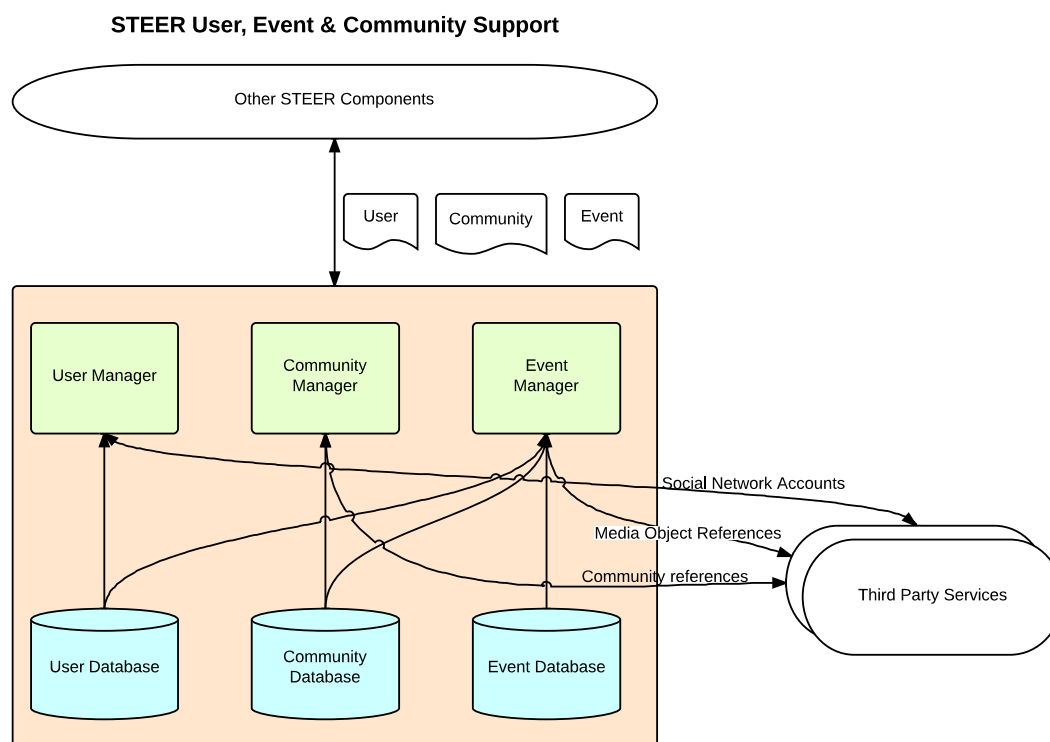 STEER User, Event & Community Support
Other STEER Components
User
Community
Event
User Manager
Community
Manager
Event
Manager
Social Network Accounts
Media Object References
Community references
Third Party Services
User Database
Community
Database
Event Database